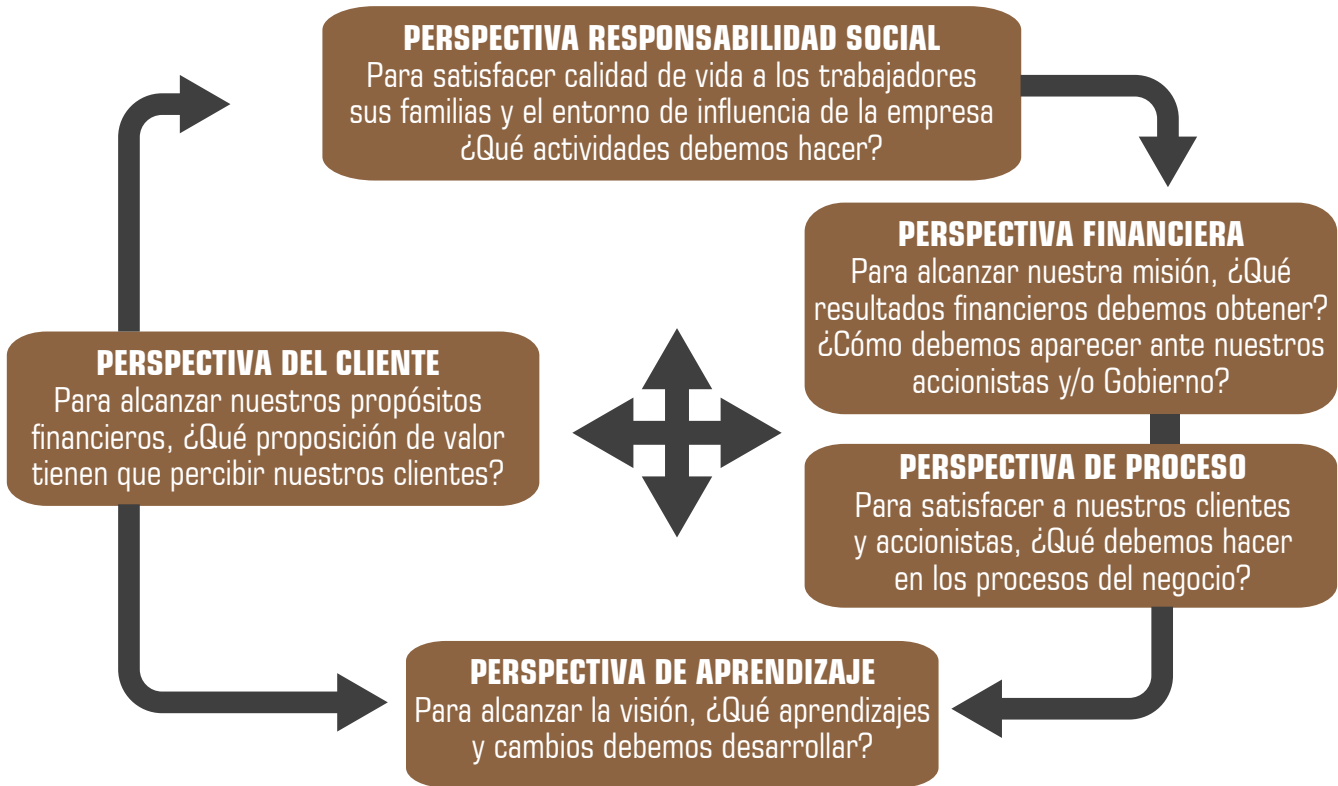 PERSPECTIVA RESPONSABILIDAD SOCIAL
Para satisfacer calidad de vida a los trabajadores
sus familias y el entorno de influencia de la empresa
¿Qué actividades debemos hacer?
PERSPECTIVA FINANCIERA
Para alcanzar nuestra misión, ¿Qué
resultados financieros debemos obtener?
¿Cómo debemos aparecer ante nuestros
accionistas y/o Gobierno?
PERSPECTIVA DEL CLIENTE
Para alcanzar nuestros propósitos
financieros, ¿Qué proposición de valor
tienen que percibir nuestros clientes?
PERSPECTIVA DE PROCESO
Para satisfacer a nuestros clientes
y accionistas, ¿Qué debemos hacer
en los procesos del negocio?
PERSPECTIVA DE APRENDIZAJE
Para alcanzar la visión, ¿Qué aprendizajes
y cambios debemos desarrollar?